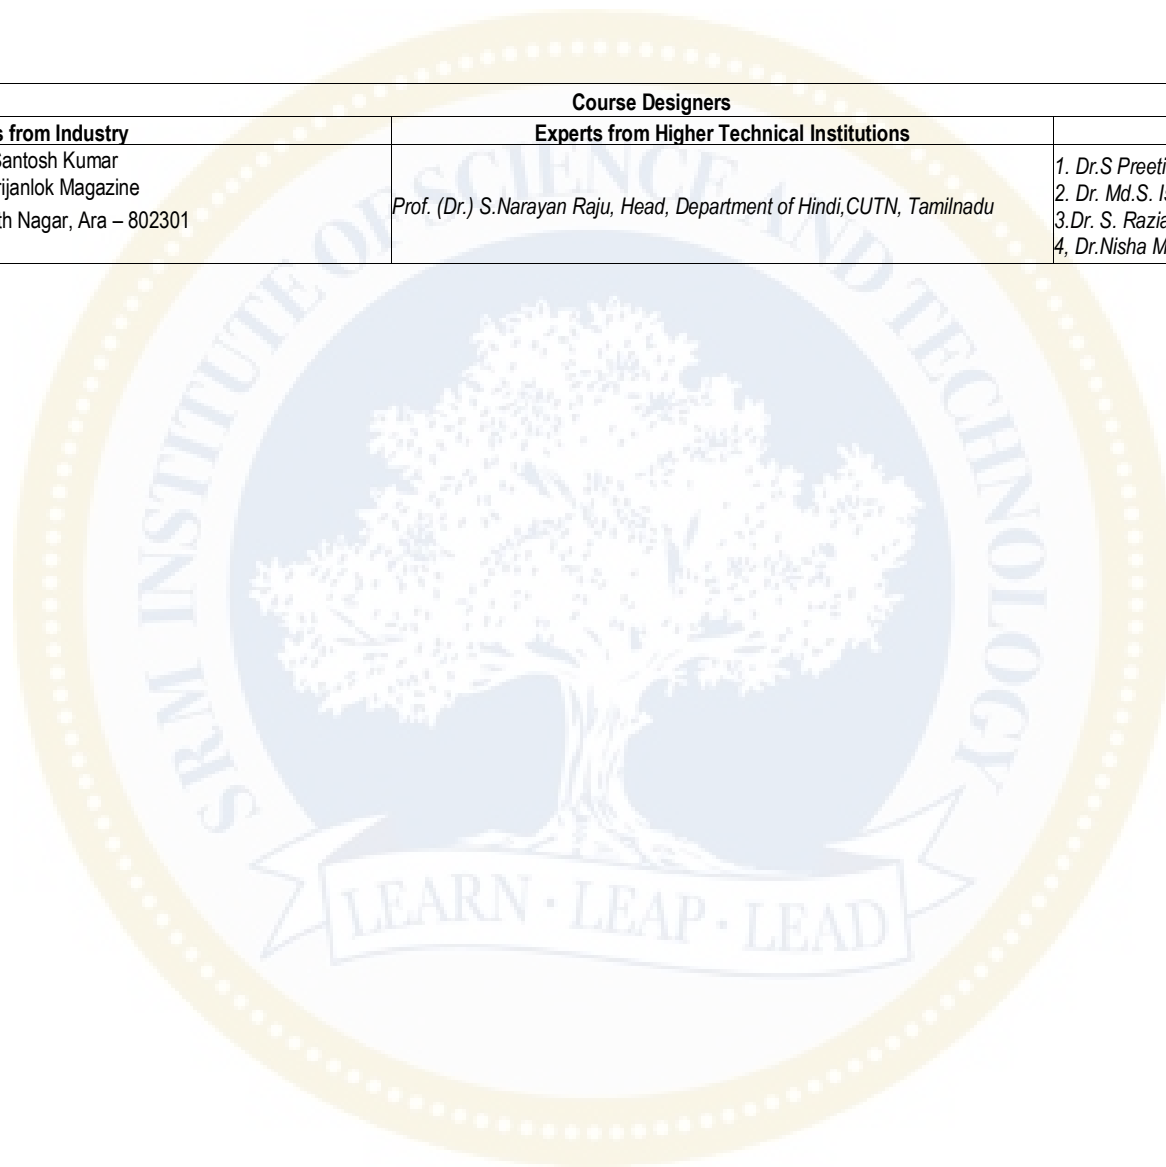 Course Designers
from Industry
Experts from Higher Technical Institutions
Santosh Kumar
Magazine
Nagar, Ara – 802301
Prof. (Dr.) S.Narayan Raju, Head, Department of Hindi,CUTN, Tamilnadu
1. Dr.S Preeti
2. Dr. Md.S.
3.Dr. S. Razia
4, Dr.Nisha
SRM INSTITUTE OF SCIENCE AND TECHNOLOGY
LEARN · LEAP · LEAD